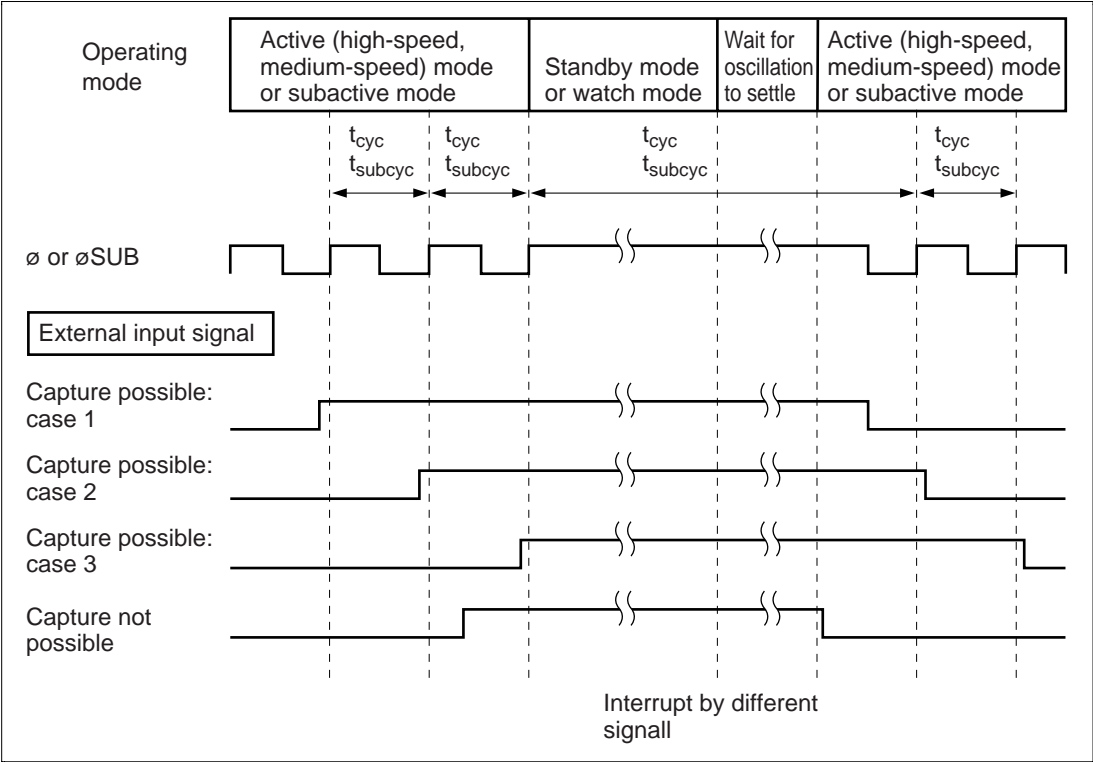 Operating
mode
Active (high-speed,
medium-speed) mode
or subactive mode
Standby mode
or watch mode
Wait for
oscillation
to settle
Active (high-speed,
medium-speed) mode
or subactive mode
tcyc
tsubcyc
tcyc
tsubcyc
tcyc
tsubcyc
tcyc
tsubcyc
ø or øSUB
External input signal
Capture possible:
case 1
Capture possible:
case 2
Capture possible:
case 3
Capture not
possible
Interrupt by different
signall